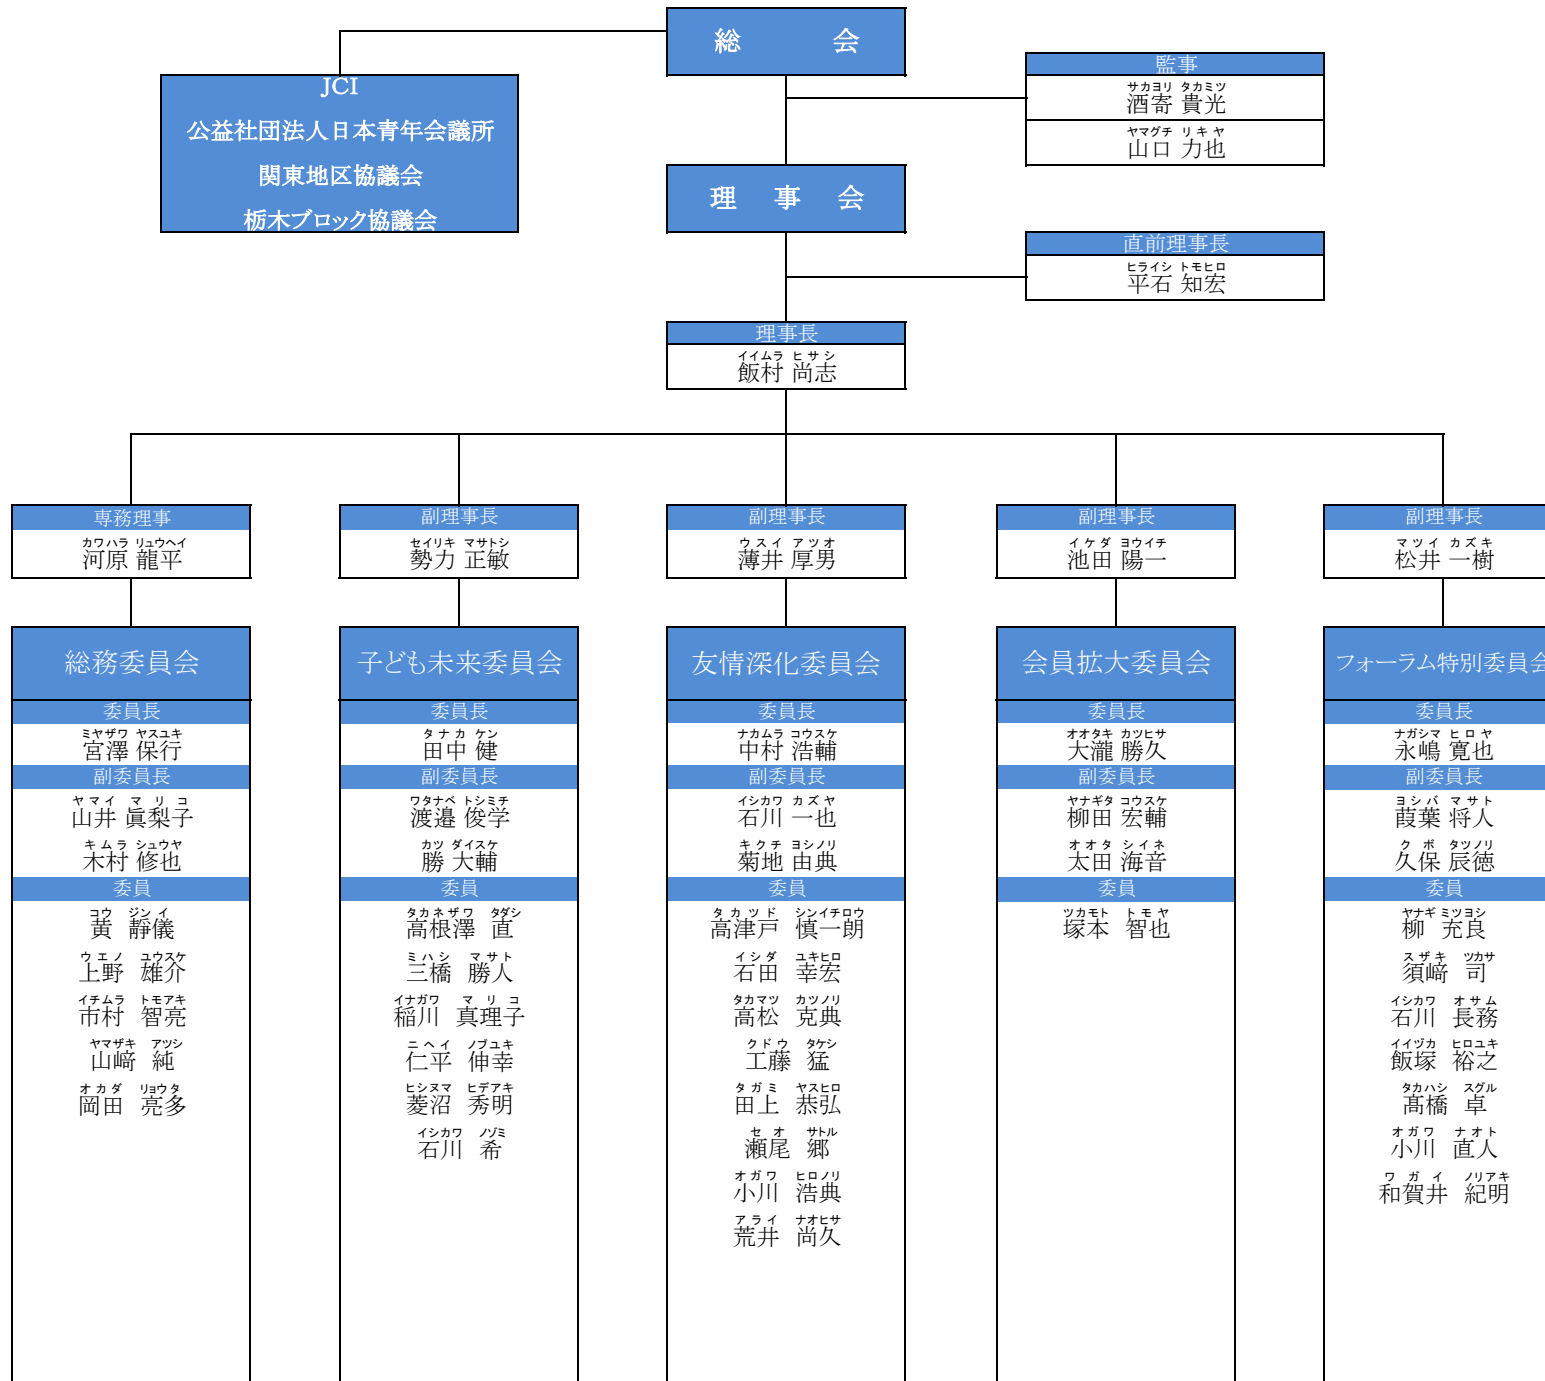 総 会
JCI
公益社団法人日本青年会議所
関東地区協議会
栃木ブロック協議会
監事
サカヨリ タカミツ
酒寄 貴光
ヤマグチ リキヤ
山口 力也
理 事 会
直前理事長
ヒライシ トモヒロ
平石 知宏
理事長
イイムラ ヒサシ
飯村 尚志
専務理事
カワハラ リュウヘイ
河原 龍平
総務委員会
委員長
ミヤザワ ヤスユキ
宮澤 保行
副委員長
ヤマイ マリコ
山井 眞梨子
キムラ シュウヤ
木村 修也
委員
コウ ジンイ
黄 靜儀
ウエノ ユウスケ
上野 雄介
イチムラ トモアキ
市村 智亮
ヤマザキ アツシ
山﨑 純
オカダ リョウタ
岡田 亮多
副理事長
セイリキ マサトシ
勢力 正敏
子ども未来委員会
委員長
タナカ ケン
田中 健
副委員長
ワタナベ トシミチ
渡邉 俊学
カツ ダイスケ
勝 大輔
委員
タカネザワ タダシ
高根澤 直
ミハシ マサト
三橋 勝人
イナガワ マリコ
稲川 真理子
ニヘイ ノブユキ
仁平 伸幸
ヒシヌマ ヒデアキ
菱沼 秀明
イシカワ ノゾミ
石川 希
副理事長
ウスイ アツオ
薄井 厚男
友情深化委員会
委員長
ナカムラ コウスケ
中村 浩輔
副委員長
イシカワ カズヤ
石川 一也
キクチ ヨシノリ
菊地 由典
委員
タカツド シンイチロウ
高津戸 慎一朗
イシダ ユキヒロ
石田 幸宏
タカマツ カツノリ
高松 克典
クドウ タケシ
工藤 猛
タガミ ヤスヒロ
田上 恭弘
セオ サトル
瀬尾 郷
オガワ ヒロノリ
小川 浩典
アライ ナオヒサ
荒井 尚久
副理事長
イケダ ヨウイチ
池田 陽一
会員拡大委員会
委員長
オオタキ カツヒサ
大瀧 勝久
副委員長
ヤナギタ コウスケ
柳田 宏輔
オオタ シイネ
太田 海音
委員
ツカモト トモヤ
塚本 智也
副理事長
マツイ カズキ
松井 一樹
フォーラム特別委員会
委員長
ナガシマ ヒロヤ
永嶋 寛也
副委員長
ヨシバ マサト
葭葉 将人
クボ タツノリ
久保 辰徳
委員
ヤナギ ミツヨシ
柳 充良
スザキ ツカサ
須﨑 司
イシカワ オサム
石川 長務
イイヅカ ヒロユキ
飯塚 裕之
タカハシ スグル
髙橋 卓
オガワ ナオト
小川 直人
ワガイ ノリアキ
和賀井 紀明